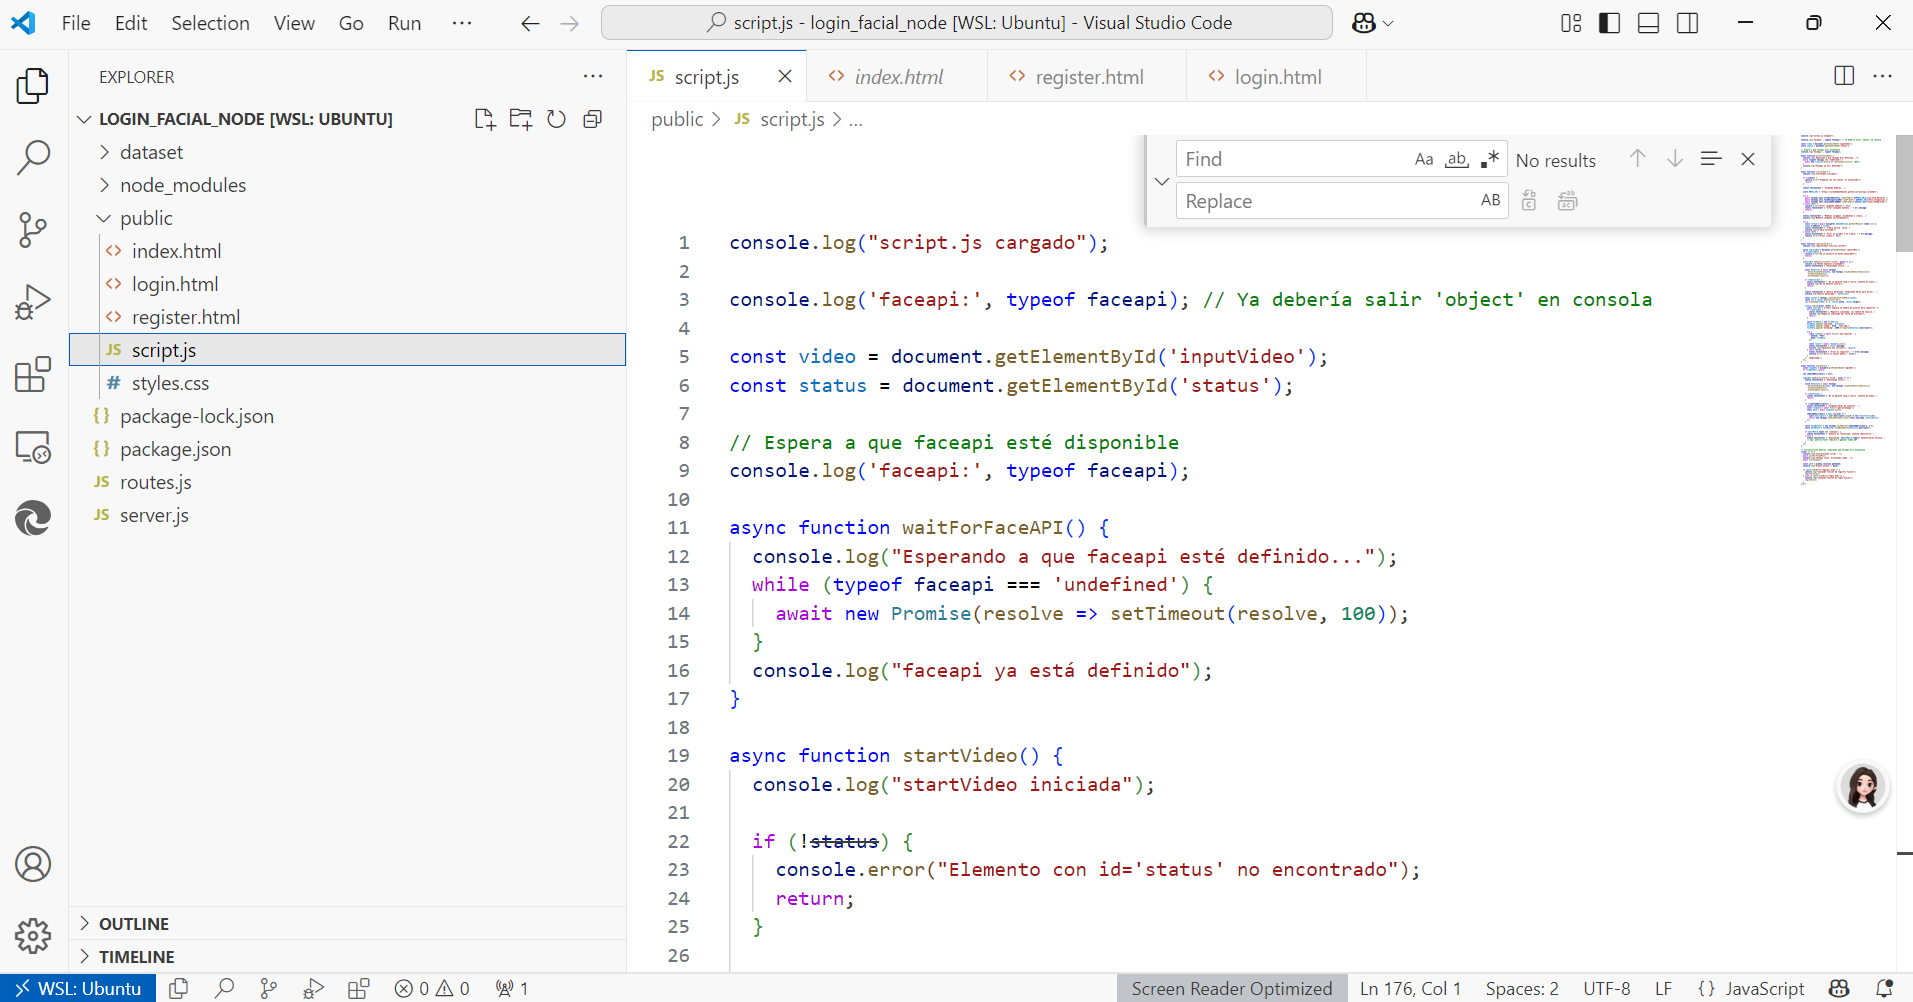 File Edit Selection View Go Run ··· script.js - login_facial_node [WSL: Ubuntu] - Visual Studio Code
EXPLORER
LOGIN_FACIAL_NODE [WSL: UBUNTU]
dataset
node_modules
public
<> index.html
<> login.html
<> register.html
JS script.js
# styles.css
{} package-lock.json
{} package.json
JS routes.js
JS server.js
OUTLINE
TIMELINE
JS script.js <> index.html <> register.html <> login.html
public > JS script.js > ...
Find Aa ab .* No results
Replace AB
1 console.log("script.js cargado");
2
3 console.log('faceapi:', typeof faceapi); // Ya debería salir 'object' en consola
4
5 const video = document.getElementById('inputVideo');
6 const status = document.getElementById('status');
7
8 // Espera a que faceapi esté disponible
9 console.log('faceapi:', typeof faceapi);
10
11 async function waitForFaceAPI() {
12 console.log("Esperando a que faceapi esté definido...");
13 while (typeof faceapi === 'undefined') {
14 await new Promise(resolve => setTimeout(resolve, 100));
15 }
16 console.log("faceapi ya está definido");
17 }
18
19 async function startVideo() {
20 console.log("startVideo iniciada");
21
22 if (!status) {
23 console.error("Elemento con id='status' no encontrado");
24 return;
25 }
26
WSL: Ubuntu 0 0 1 Screen Reader Optimized Ln 176, Col 1 Spaces: 2 UTF-8 LF {} JavaScript